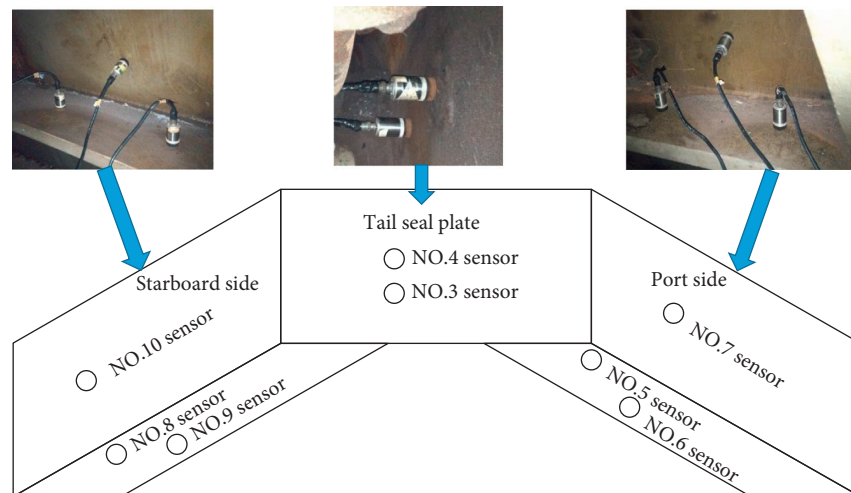 Tail seal plate
NO.4 sensor
NO.3 sensor
Starboard side
NO.10 sensor
NO.8 sensor
NO.9 sensor
Port side
NO.7 sensor
NO.5 sensor
NO.6 sensor